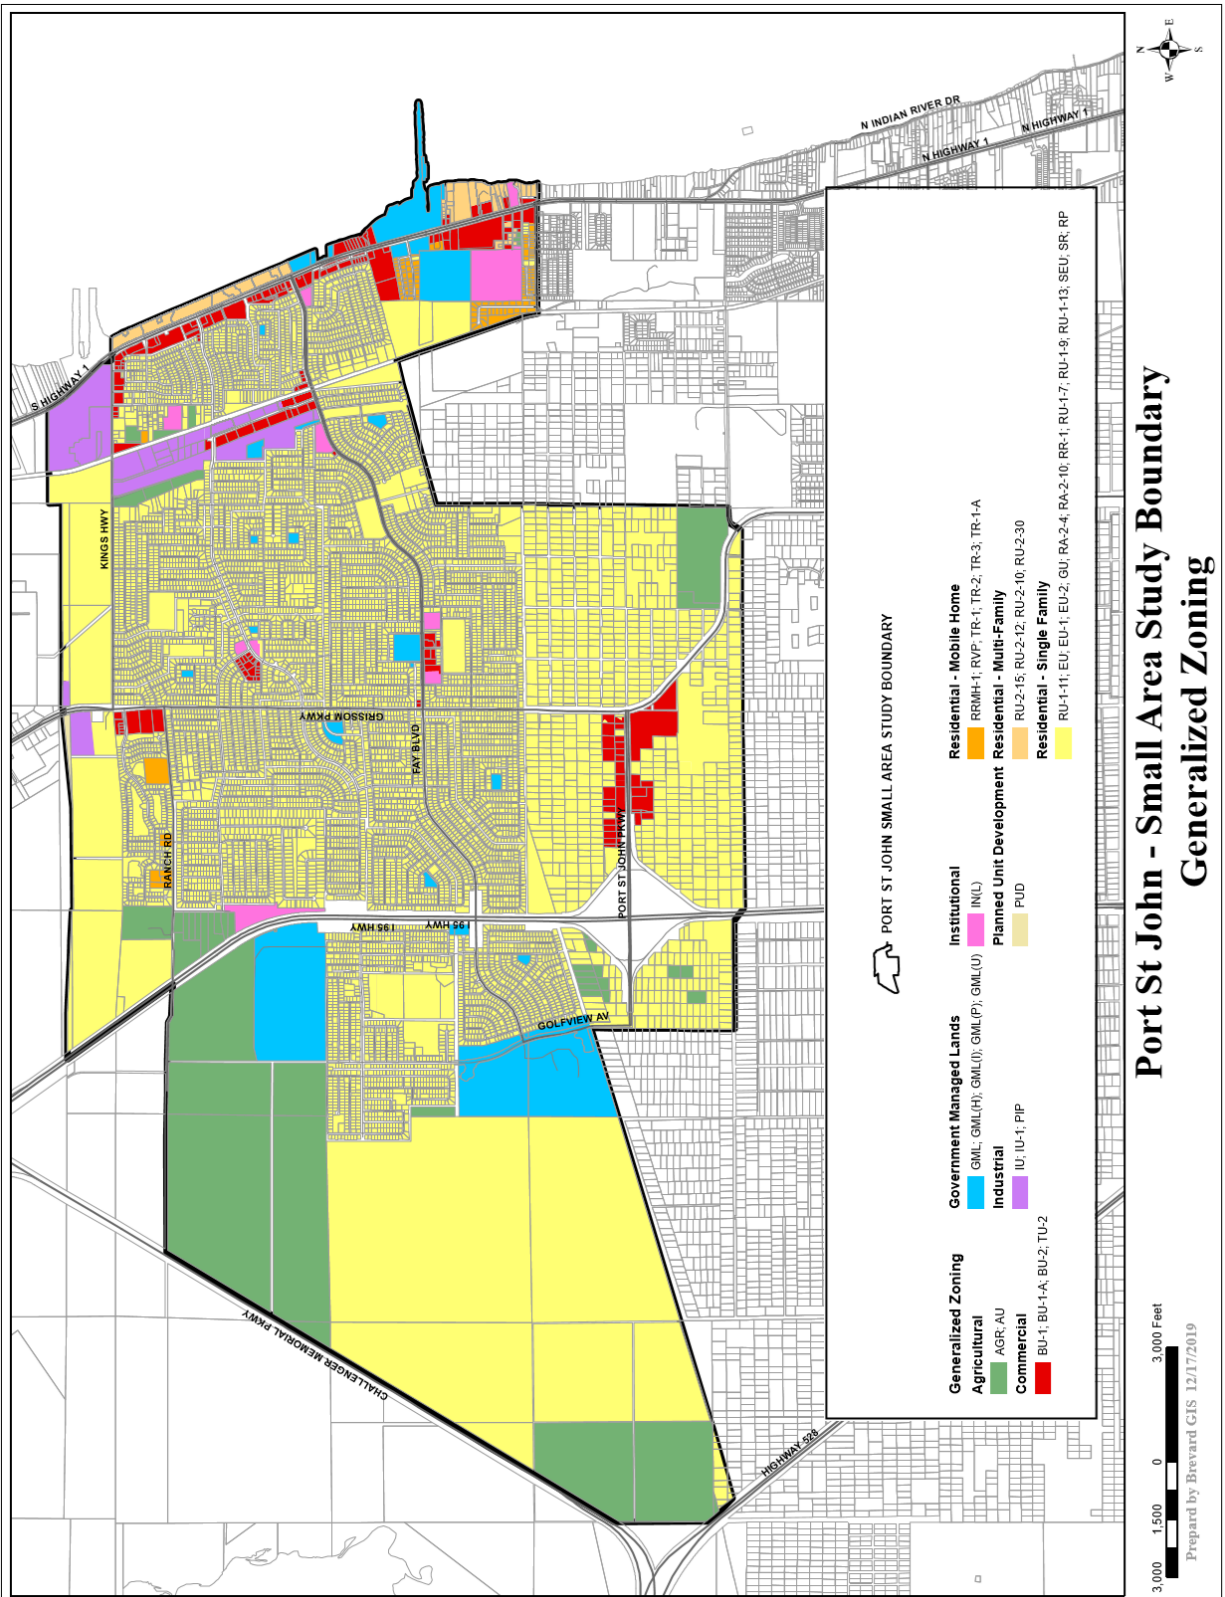 Port St John - Small Area Study Boundary
Generalized Zoning
N
E
S
W
S HIGHWAY 1
KINGS HWY
RANCH RD
GRISSOM PKWY
FAY BLVD
I 95 HWY
I 95 HWY
PORT ST JOHN PKWY
GOLFVIEW AV
CHALLENGER MEMORIAL PKWY
HIGHWAY 528
N INDIAN RIVER DR
N HIGHWAY 1
N HIGHWAY 1
PORT ST JOHN SMALL AREA STUDY BOUNDARY
Generalized Zoning
Agricultural
AGR; AU
Commercial
BU-1; BU-1-A; BU-2; TU-2
Government Managed Lands
GML; GML(H); GML(I); GML(P); GML(U)
Industrial
IU; IU-1; PIP
Institutional
IN(L)
Planned Unit Development
PUD
Residential - Mobile Home
RRMH-1; RVP; TR-1; TR-2; TR-3; TR-1-A
Residential - Multi-Family
RU-2-15; RU-2-12; RU-2-10; RU-2-30
Residential - Single Family
RU-1-11; EU; EU-1; EU-2; GU; RA-2-4; RA-2-10; RR-1; RU-1-7; RU-1-9; RU-1-13; SEU; SR; RP
3,000 1,500 0 3,000 Feet
Prepard by Brevard GIS 12/17/2019